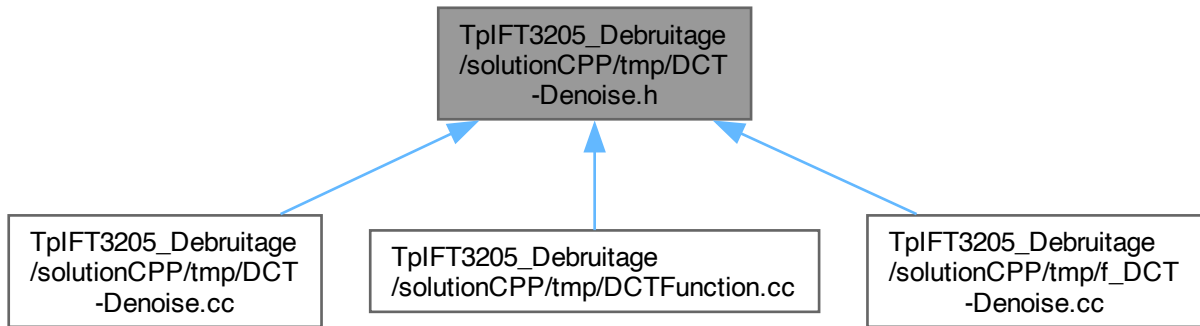 TpIFT3205_Debruitage
/solutionCPP/tmp/DCT
-Denoise.h
TpIFT3205_Debruitage
/solutionCPP/tmp/DCT
-Denoise.cc
TpIFT3205_Debruitage
/solutionCPP/tmp/DCTFunction.cc
TpIFT3205_Debruitage
/solutionCPP/tmp/f_DCT
-Denoise.cc